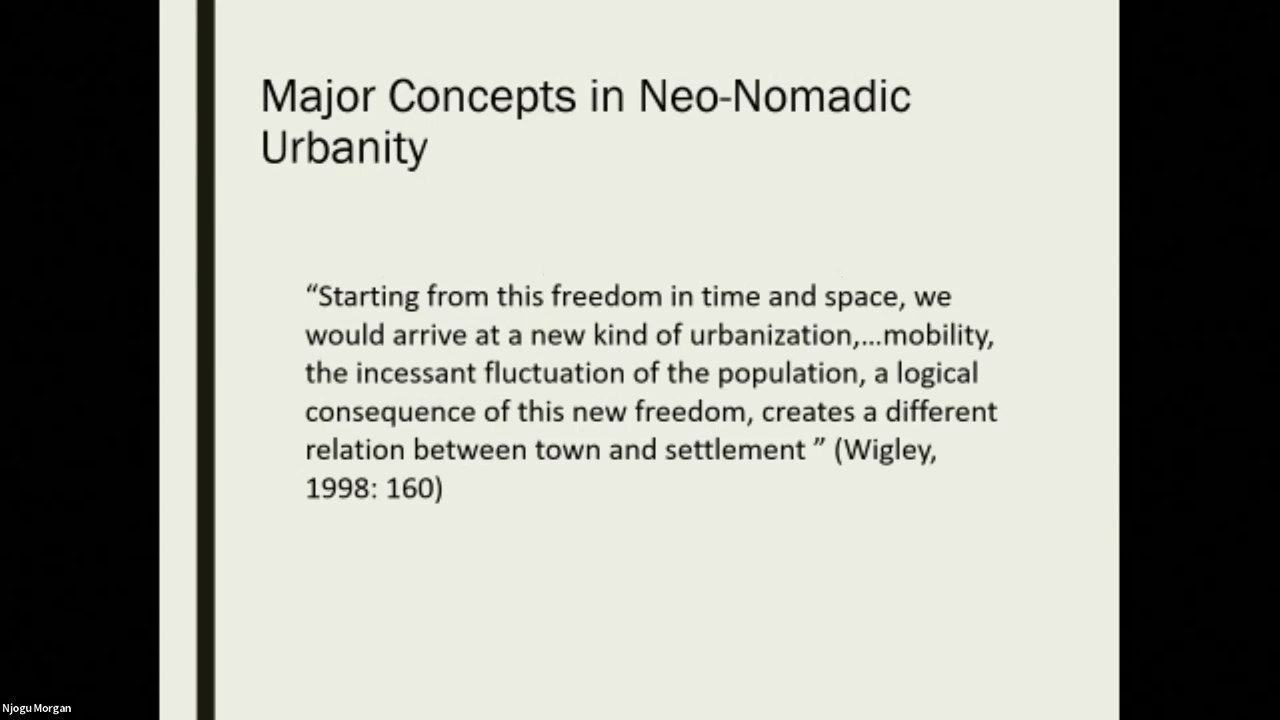 Major Concepts in Neo-Nomadic
Urbanity
“Starting from this freedom in time and space, we
would arrive at a new kind of urbanization,...mobility,
the incessant fluctuation of the population, a logical
consequence of this new freedom, creates a different
relation between town and settlement ” (Wigley,
1998: 160)
Njogu Morgan